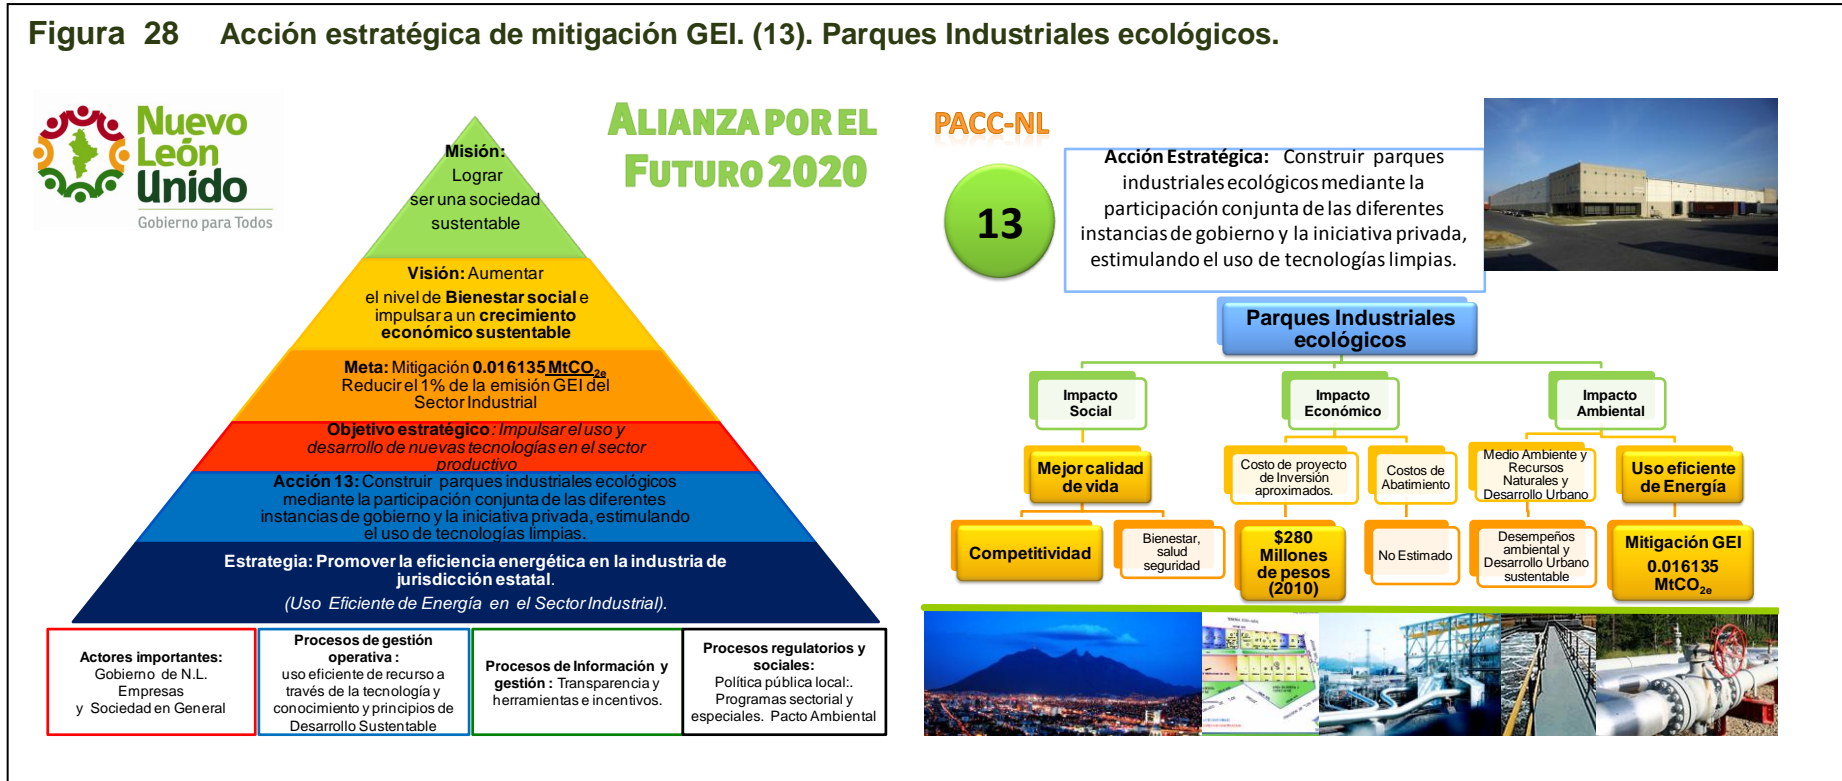 Figura 28 Acción estratégica de mitigación GEI. (13). Parques Industriales ecológicos.
Nuevo
León
Unido
Gobierno para Todos
ALIANZA POR EL
FUTURO 2020
Misión:
Lograr
ser una sociedad
sustentable
Visión: Aumentar
el nivel de Bienestar social e
impulsar a un crecimiento
económico sustentable
Meta: Mitigación 0.016135 MtCO2e
Reducir el 1% de la emisión GEI del
Sector Industrial
Objetivo estratégico: Impulsar el uso y
desarrollo de nuevas tecnologías en el sector
productivo
Acción 13: Construir parques industriales ecológicos
mediante la participación conjunta de las diferentes
instancias de gobierno y la iniciativa privada, estimulando
el uso de tecnologías limpias.
Estrategia: Promover la eficiencia energética en la industria de
jurisdicción estatal.
(Uso Eficiente de Energía en el Sector Industrial).
Actores importantes:
Gobierno de N.L.
Empresas
y Sociedad en General
Procesos de gestión
operativa :
uso eficiente de recurso a
través de la tecnología y
conocimiento y principios de
Desarrollo Sustentable
Procesos de Información y
gestión : Transparencia y
herramientas e incentivos.
Procesos regulatorios y
sociales:
Política pública local:.
Programas sectorial y
especiales. Pacto Ambiental
PACC-NL
13
Acción Estratégica: Construir parques
industriales ecológicos mediante la
participación conjunta de las diferentes
instancias de gobierno y la iniciativa privada,
estimulando el uso de tecnologías limpias.
Parques Industriales
ecológicos
Impacto
Social
Impacto
Económico
Impacto
Ambiental
Mejor calidad
de vida
Costo de proyecto
de Inversión
aproximados.
Costos de
Abatimiento
Medio Ambiente y
Recursos
Naturales y
Desarrollo Urbano
Uso eficiente
de Energía
Competitividad
Bienestar,
salud
seguridad
$280
Millones
de pesos
(2010)
No Estimado
Desempeños
ambiental y
Desarrollo Urbano
sustentable
Mitigación GEI
0.016135
MtCO2e